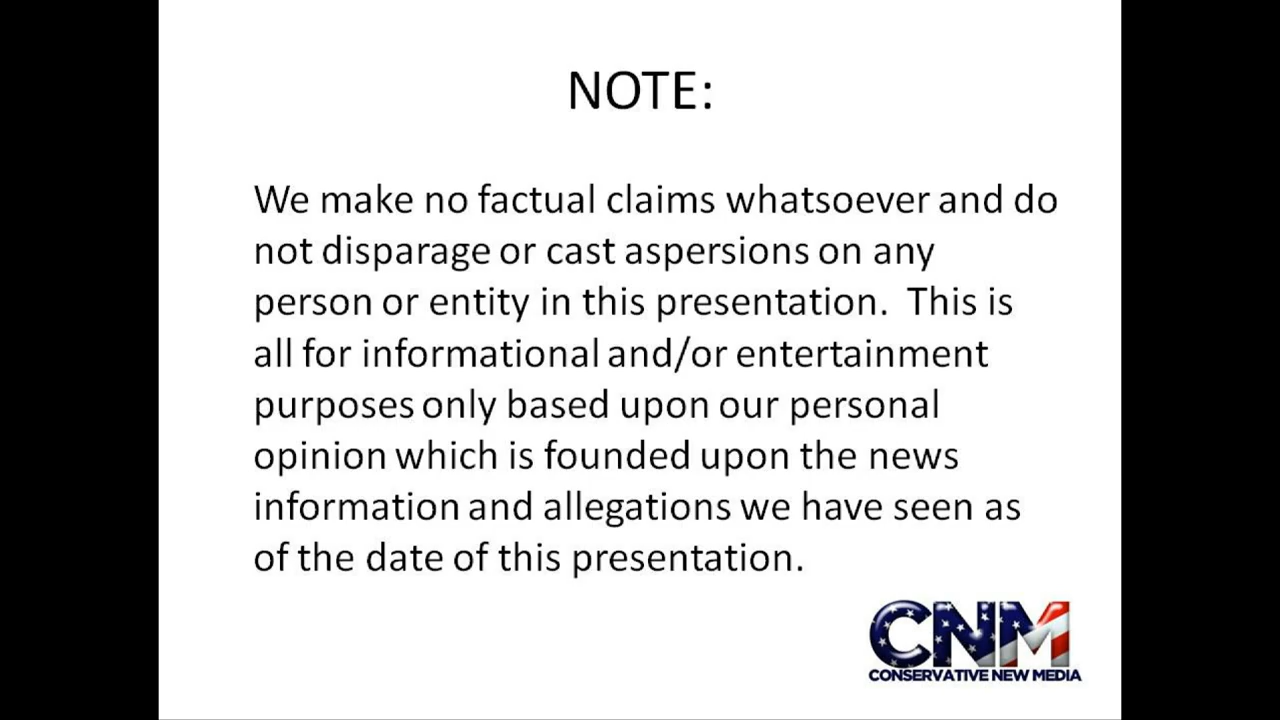 NOTE:
We make no factual claims whatsoever and do
not disparage or cast aspersions on any
person or entity in this presentation.  This is
all for informational and/or entertainment
purposes only based upon our personal
opinion which is founded upon the news
information and allegations we have seen as
of the date of this presentation.
CNM
CONSERVATIVE NEW MEDIA